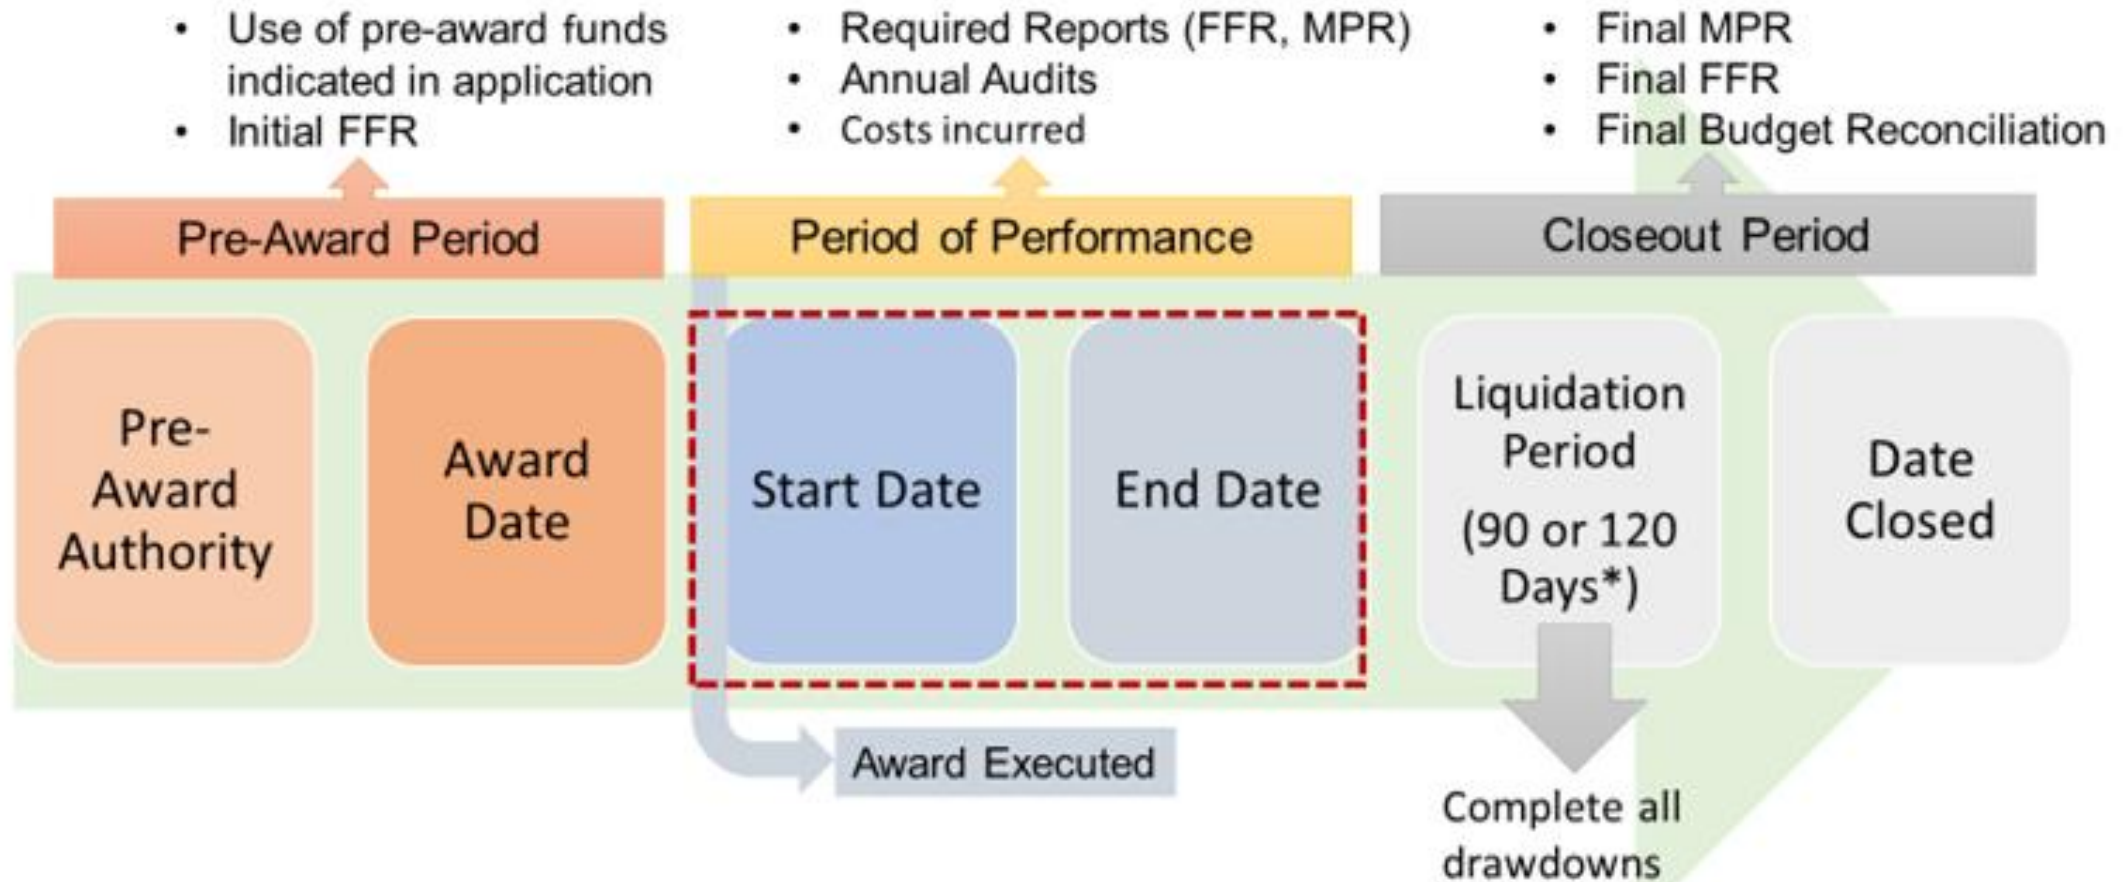 • Use of pre-award funds
indicated in application
• Initial FFR
• Required Reports (FFR, MPR)
• Annual Audits
• Costs incurred
• Final MPR
• Final FFR
• Final Budget Reconciliation
Pre-Award Period
Period of Performance
Closeout Period
Pre-
Award
Authority
Award
Date
Start Date
End Date
Liquidation
Period
(90 or 120
Days*)
Date
Closed
Award Executed
Complete all
drawdowns